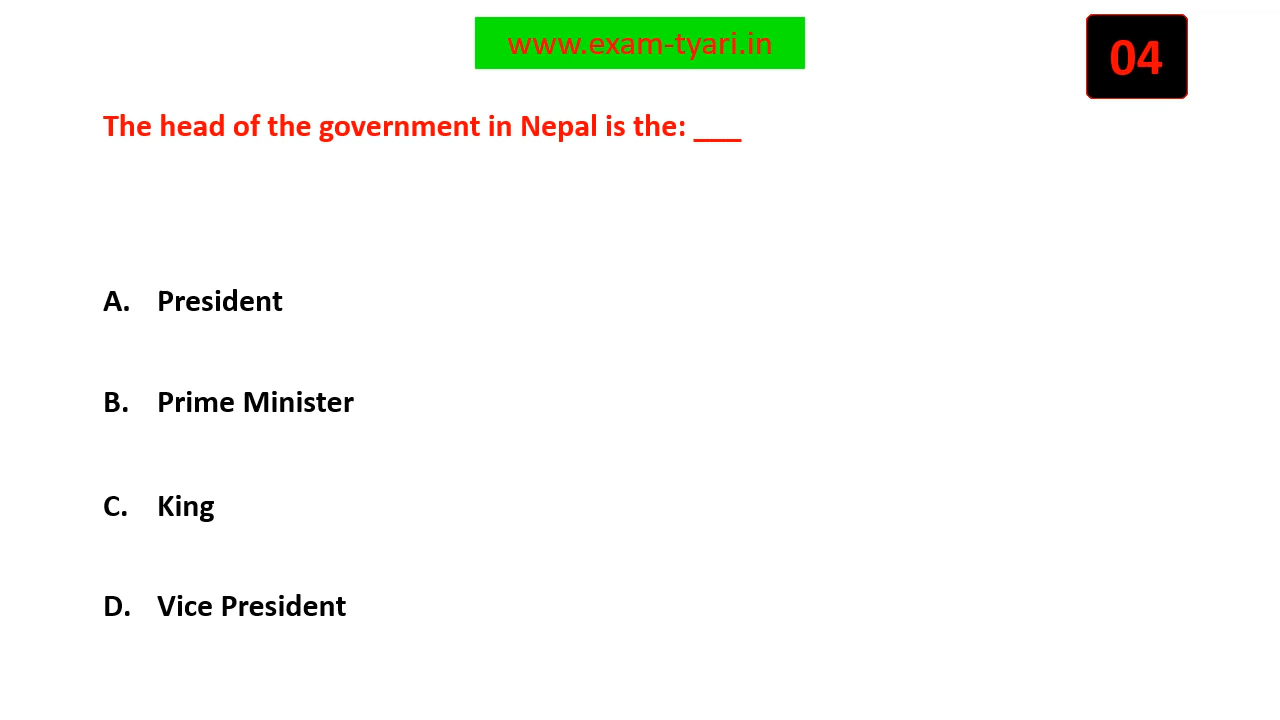 www.exam-tyari.in
04
The head of the government in Nepal is the: ___
A. President
B. Prime Minister
C. King
D. Vice President